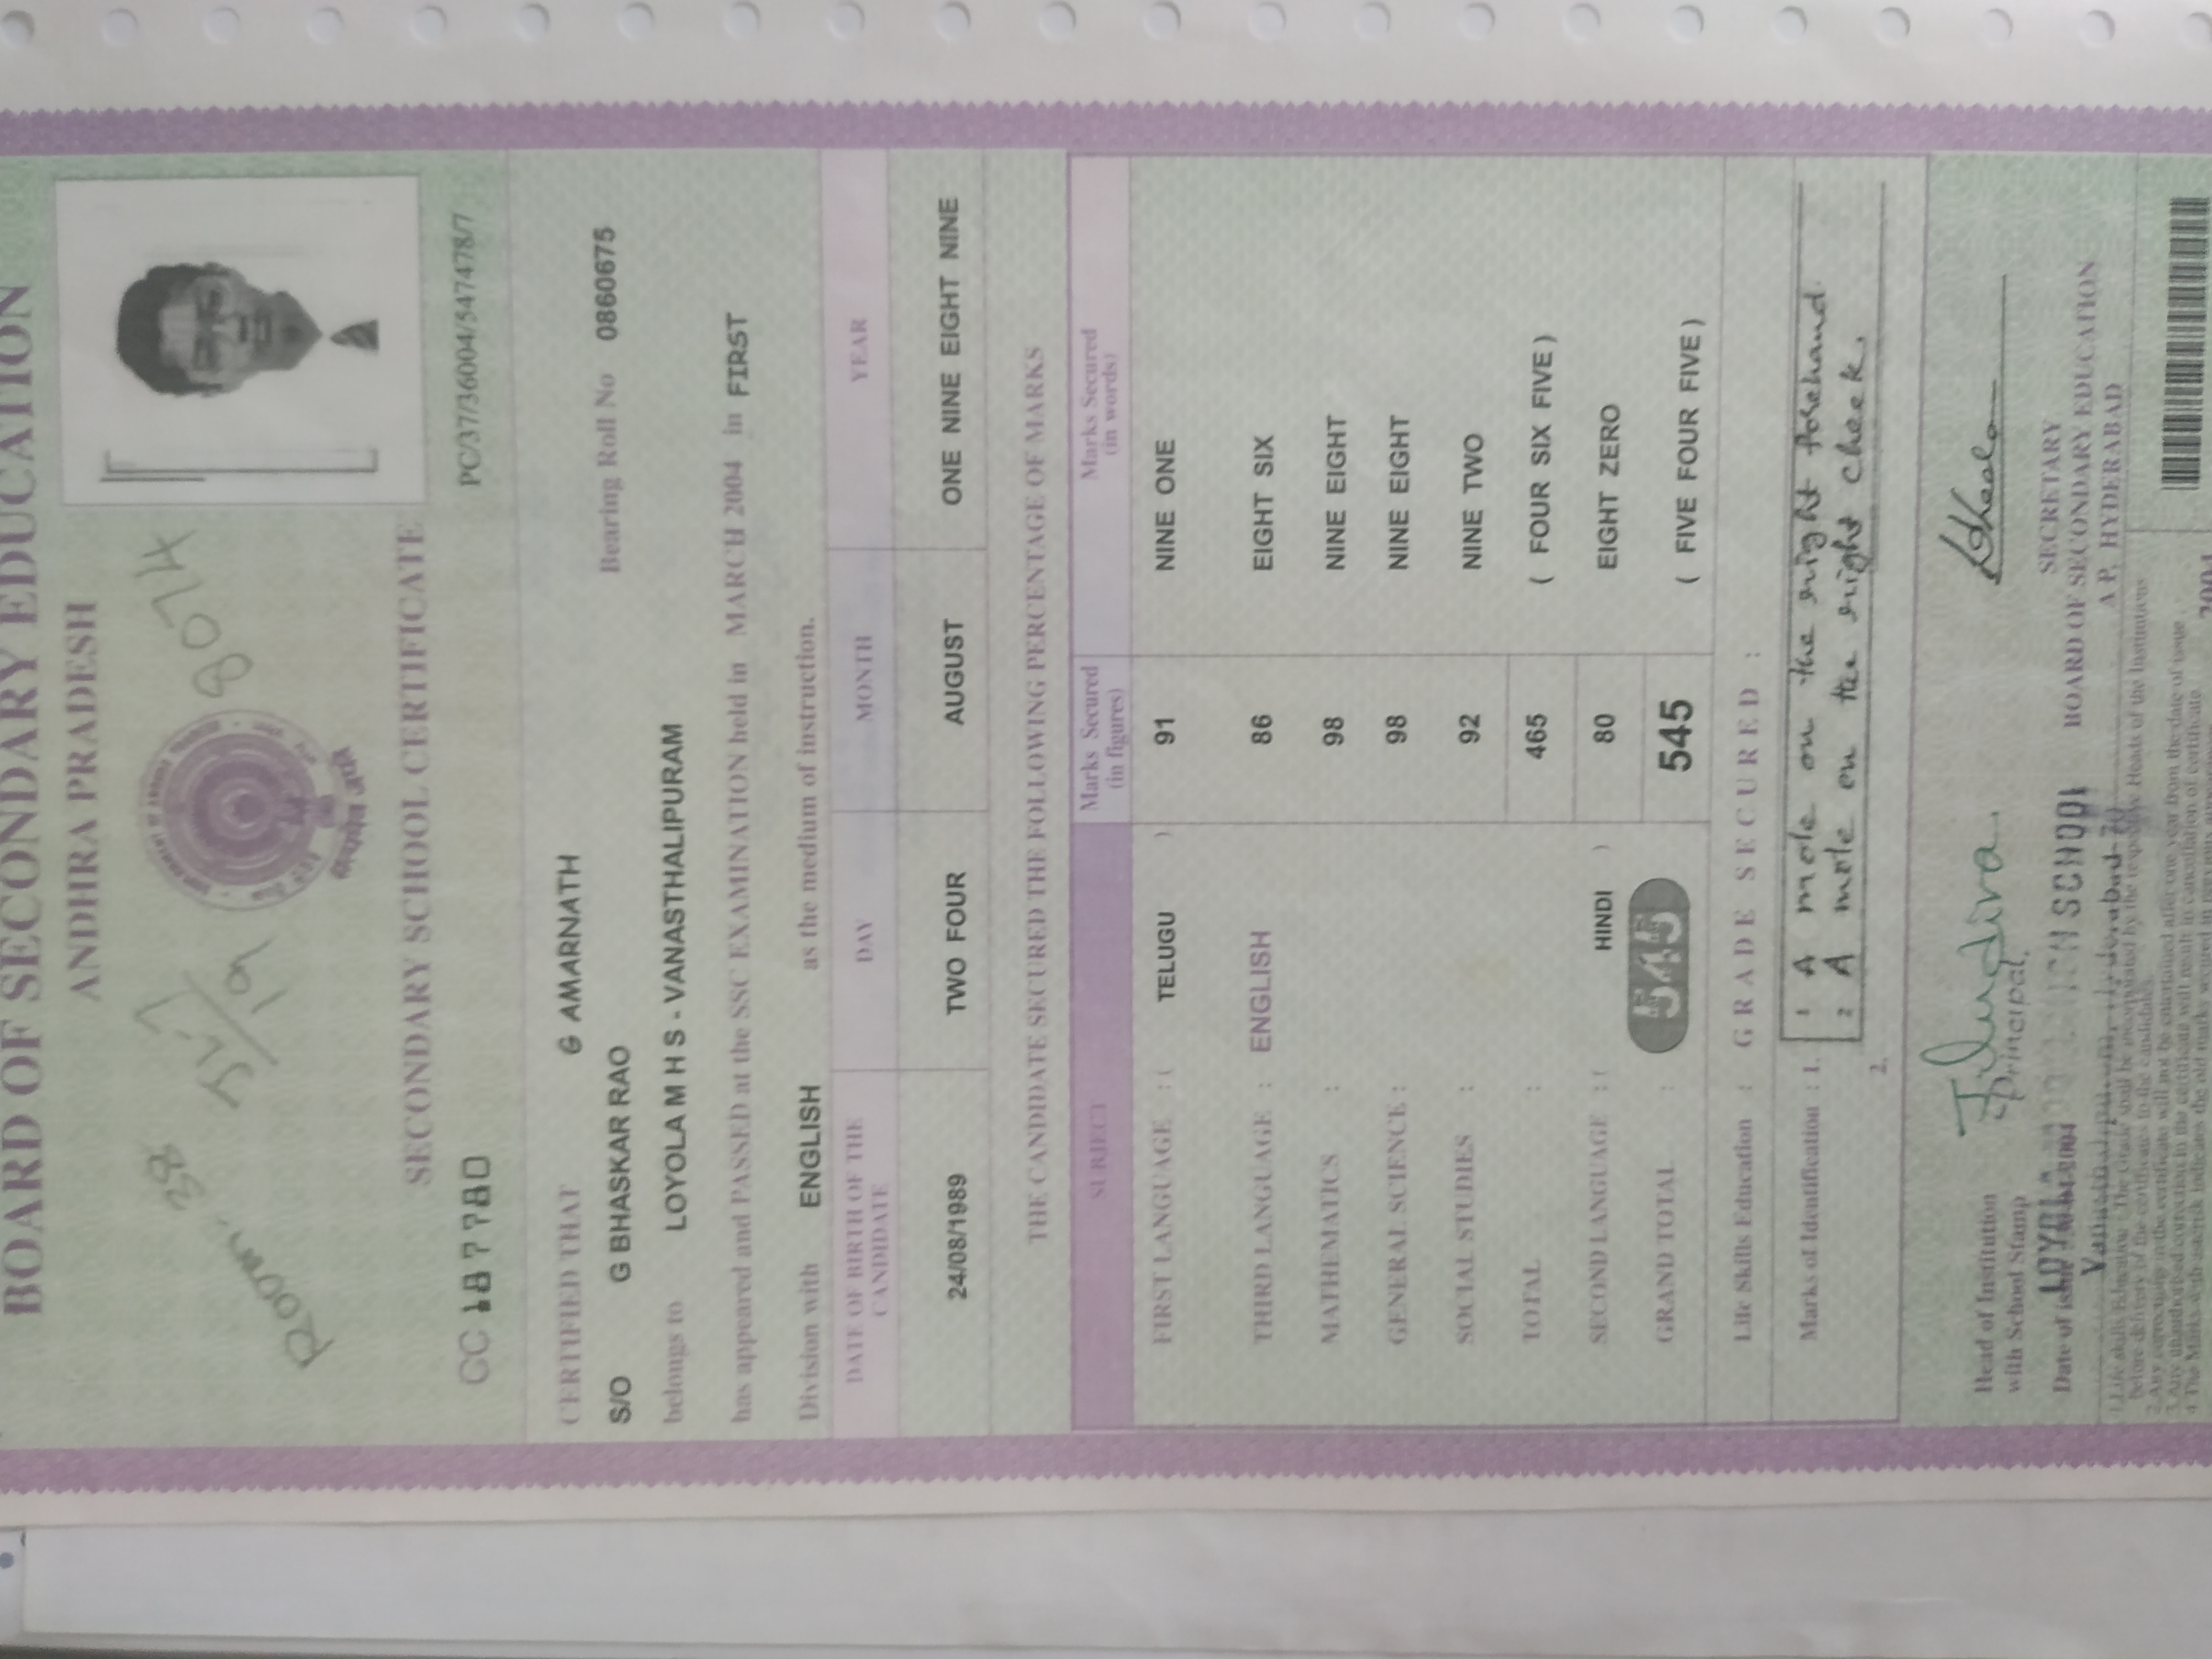 BOARD OF SECONDARY EDUCATION
ANDHRA PRADESH
Room- 38
JL-7/19
8074
सत्यमेव जयते
SECONDARY SCHOOL CERTIFICATE
CC 187780
PC/37/36004/547478/7
CERTIFIED THAT G AMARNATH
S/O G BHASKAR RAO
Bearing Roll No 0860675
belongs to LOYOLA M H S - VANASTHALIPURAM
has appeared and PASSED at the SSC EXAMINATION held in MARCH 2004 in FIRST
Division with ENGLISH as the medium of instruction.
DATE OF BIRTH OF THE CANDIDATE DAY MONTH YEAR
24/08/1989 TWO FOUR AUGUST ONE NINE EIGHT NINE
THE CANDIDATE SECURED THE FOLLOWING PERCENTAGE OF MARKS
SUBJECT Marks Secured (in figures) Marks Secured (in words)
FIRST LANGUAGE : ( TELUGU ) 91 NINE ONE
THIRD LANGUAGE : ENGLISH 86 EIGHT SIX
MATHEMATICS : 98 NINE EIGHT
GENERAL SCIENCE : 98 NINE EIGHT
SOCIAL STUDIES : 92 NINE TWO
TOTAL : 465 ( FOUR SIX FIVE )
SECOND LANGUAGE : ( HINDI ) 80 EIGHT ZERO
GRAND TOTAL : 545 545 ( FIVE FOUR FIVE )
Life Skills Education : GRADE SECURED :
Marks of Identification : 1. 1 A mole on the right forehand.
2 A mole on the right cheek.
2.
Head of Institution
with School Stamp
Principal,
Date of issue 2004
LOYOLA HIGH SCHOOL
Vanasthalipuram, Hyderabad-70
SECRETARY
BOARD OF SECONDARY EDUCATION
A P, HYDERABAD
1.Life skills Education : The Grade shall be incorporated by the respective Heads of the Institutions
before delivery of the certificates to the candidates.
2.Any corrections in the certificate will not be entertained after one year from the date of issue .
3.Any unauthorised correction in the certificate will result in cancellation of certificate.
4.The Marks with asterisk indicates the old marks secured in previous appearances
2004